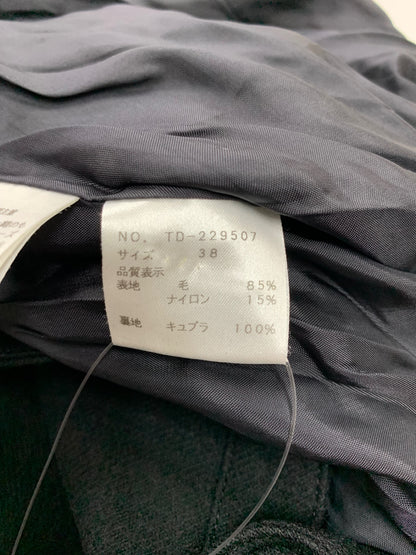 NO. TD-229507
サイズ 38
品質表示
表地 毛 85%
ナイロン 15%
裏地 キュプラ 100%